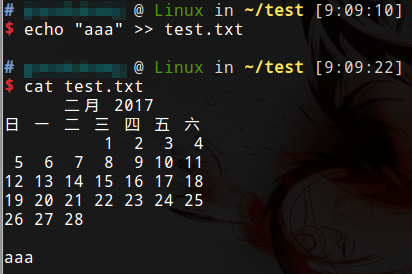 # @ Linux in ~/test [9:09:10]
$ echo "aaa" >> test.txt
# @ Linux in ~/test [9:09:22]
$ cat test.txt
二月 2017
日 一 二 三 四 五 六
1 2 3 4
5 6 7 8 9 10 11
12 13 14 15 16 17 18
19 20 21 22 23 24 25
26 27 28
aaa